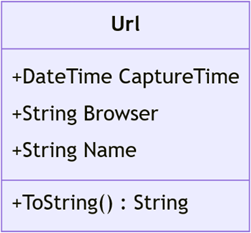 Url
+DateTime CaptureTime
+String Browser
+String Name
+ToString() : String